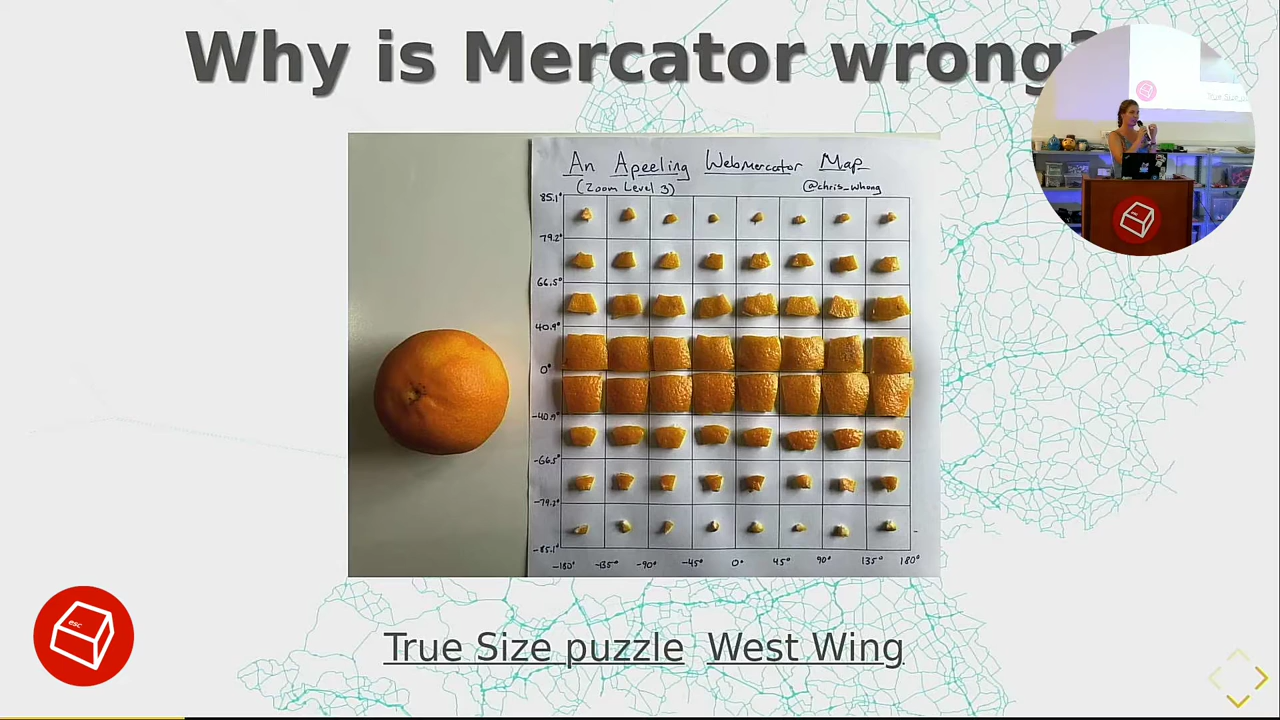 Why is Mercator wrong?
An Apeeling WebMercator Map
(Zoom Level 3) @chris_whong
85.1°
79.2°
66.5°
40.9°
0°
-40.9°
-66.5°
-79.2°
-85.1°
-180° -135° -90° -45° 0° 45° 90° 135° 180°
esc
True Size puzzle West Wing